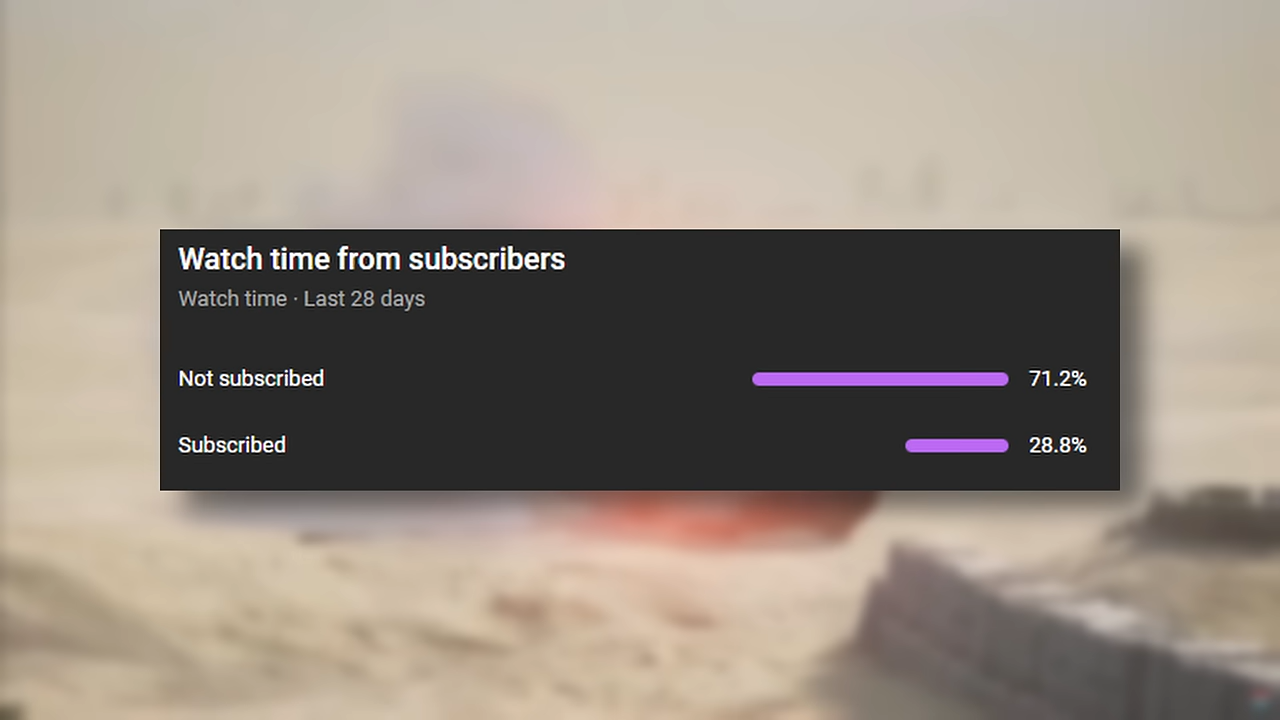 Watch time from subscribers
Watch time · Last 28 days
Not subscribed 71.2%
Subscribed 28.8%